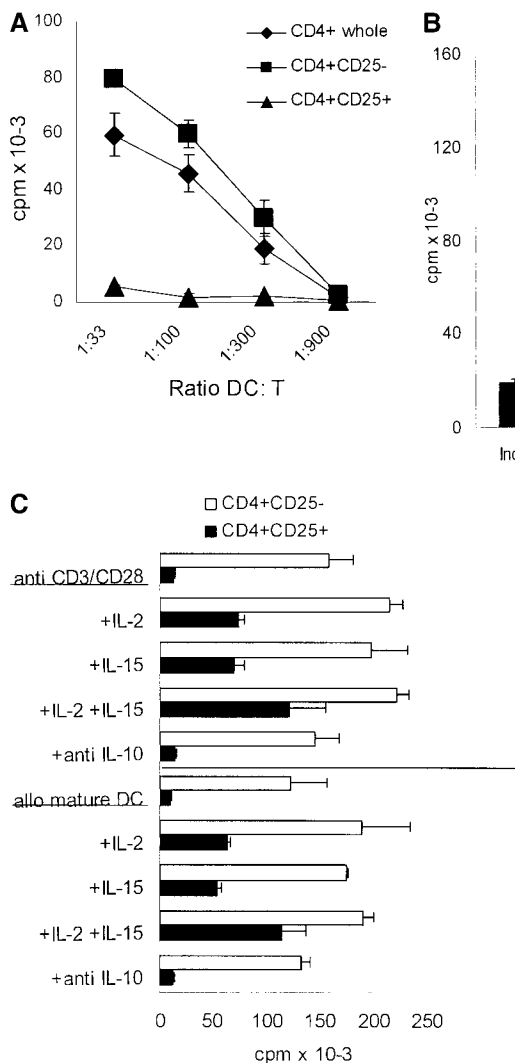 A
100
80
60
40
20
0
cpm x 10-3
CD4+ whole
CD4+CD25-
CD4+CD25+
1:33
1:100
1:300
1:900
Ratio DC: T
B
160
120
80
40
0
cpm x 10-3
C
CD4+CD25-
CD4+CD25+
anti CD3/CD28
+IL-2
+IL-15
+IL-2 +IL-15
+anti IL-10
allo mature DC
+IL-2
+IL-15
+IL-2 +IL-15
+anti IL-10
0 50 100 150 200 250
cpm x 10-3